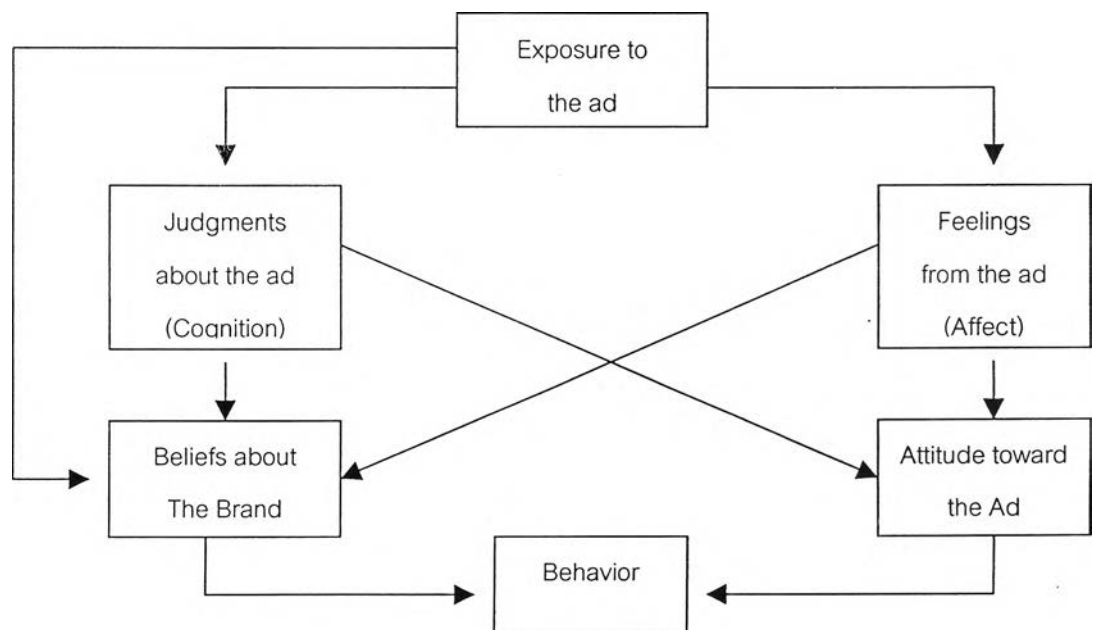 Exposure to
the ad
Judgments
about the ad
(Cognition)
Feelings
from the ad
(Affect)
Beliefs about
The Brand
Attitude toward
the Ad
Behavior